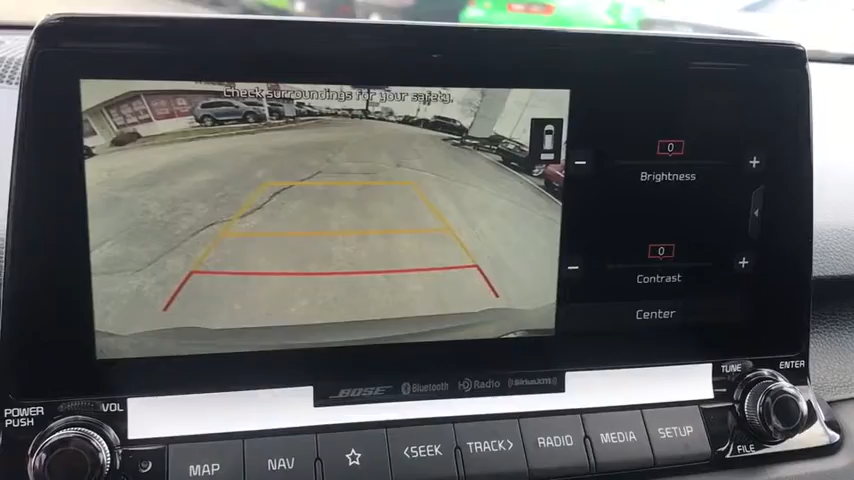 Check surroundings for your safety.
0
- +
Brightness
0
- +
Contrast
Center
BOSE Bluetooth HD Radio SiriusXM
POWER
PUSH
VOL
TUNE
ENTER
FILE
MAP
NAV
<SEEK
TRACK>
RADIO
MEDIA
SETUP